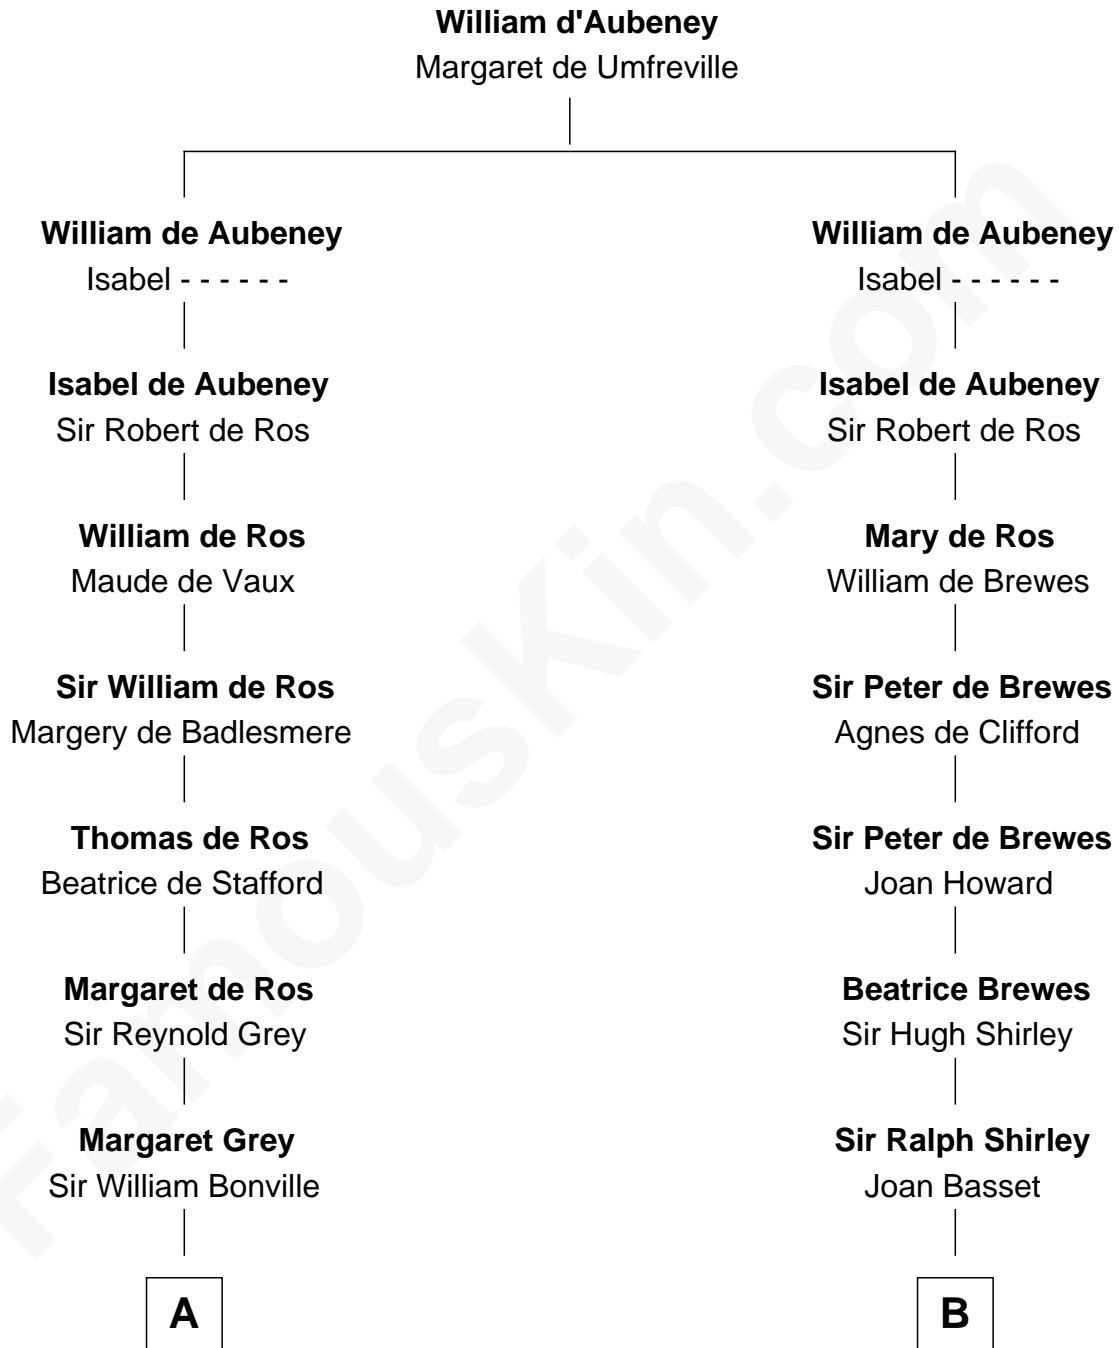 William d'Aubeney
Margaret de Umfreville
William de Aubeney
Isabel - - - - - -
William de Aubeney
Isabel - - - - - -
Isabel de Aubeney
Sir Robert de Ros
Isabel de Aubeney
Sir Robert de Ros
William de Ros
Maude de Vaux
Mary de Ros
William de Brewes
Sir William de Ros
Margery de Badlesmere
Sir Peter de Brewes
Agnes de Clifford
Thomas de Ros
Beatrice de Stafford
Sir Peter de Brewes
Joan Howard
Margaret de Ros
Sir Reynold Grey
Beatrice Brewes
Sir Hugh Shirley
Margaret Grey
Sir William Bonville
Sir Ralph Shirley
Joan Basset
A
B
FamousKin.com